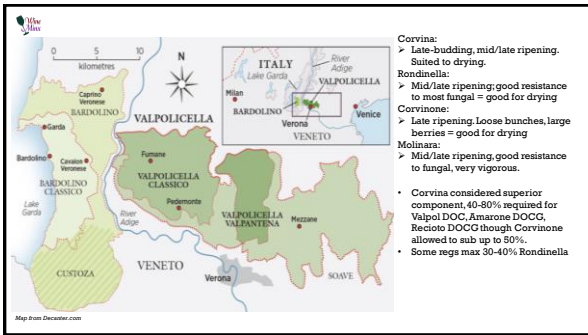 Wine
Minx
0 5 10
kilometres
N
ITALY
River
Adige
Lake Garda
VALPOLICELLA
Milan
BARDOLINO
Venice
Verona
VENETO
Caprino
Veronese
BARDOLINO
VALPOLICELLA
Garda
Bardolino
Cavaion
Veronese
BARDOLINO
CLASSICO
Fumane
VALPOLICELLA
CLASSICO
Pedemonte
VALPOLICELLA
VALPANTENA
Mezzane
Lake
Garda
River
Adige
CUSTOZA
VENETO
Verona
SOAVE
Map from Decanter.com
Corvina:
➢ Late-budding, mid/late ripening.
Suited to drying.
Rondinella:
➢ Mid/late ripening; good resistance
to most fungal = good for drying
Corvinone:
➢ Late ripening. Loose bunches, large
berries = good for drying
Molinara:
➢ Mid/late ripening, good resistance
to fungal, very vigorous.
• Corvina considered superior
component, 40-80% required for
Valpol DOC, Amarone DOCG,
Recioto DOCG though Corvinone
allowed to sub up to 50%.
• Some regs max 30-40% Rondinella